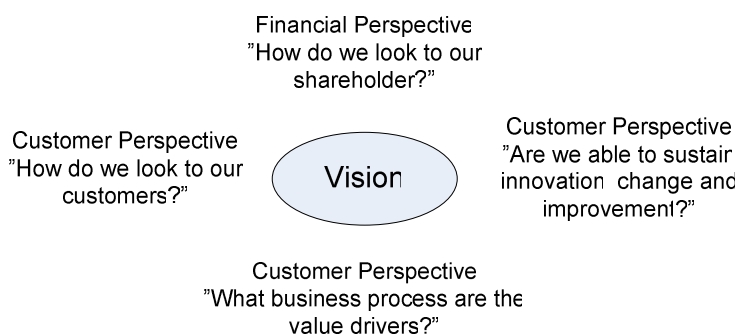 Financial Perspective
”How do we look to our
shareholder?”
Customer Perspective
”How do we look to our
customers?”
Vision
Customer Perspective
”Are we able to sustain
innovation change and
improvement?”
Customer Perspective
”What business process are the
value drivers?”